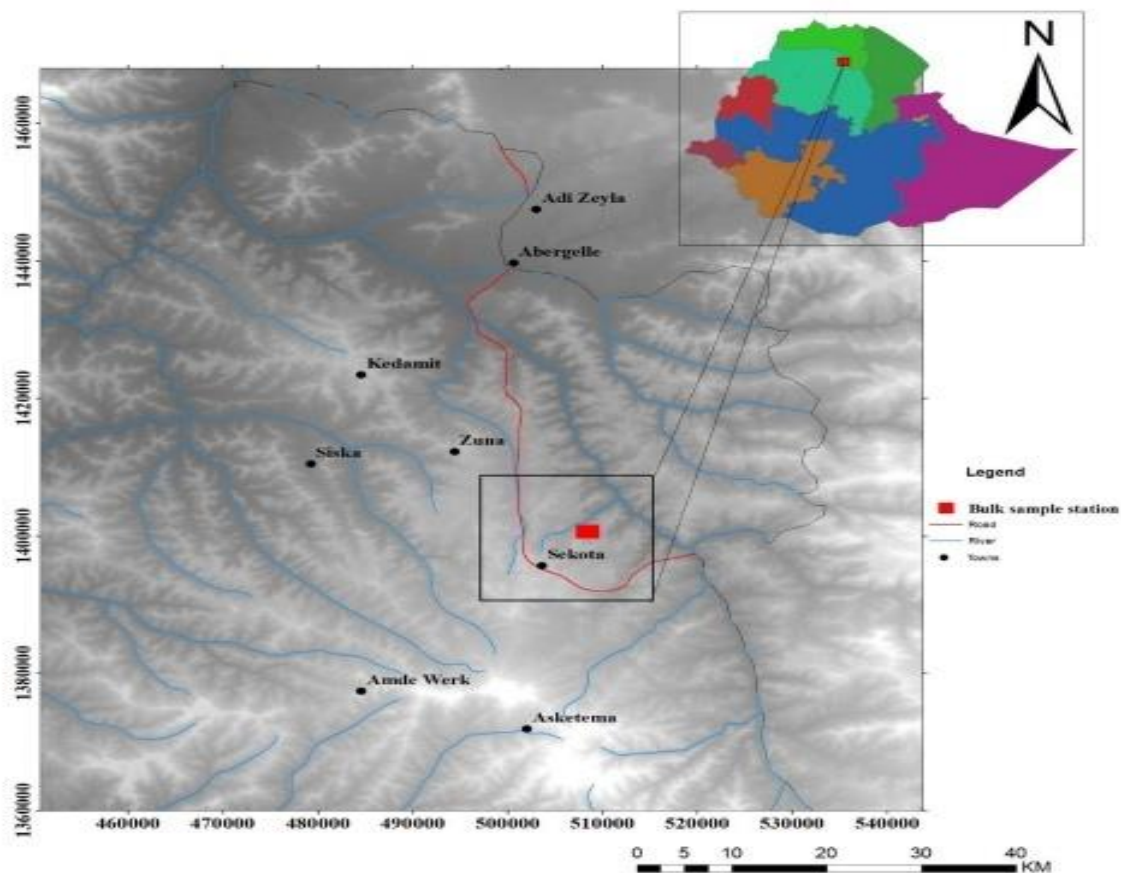 N
1460000
1440000
1420000
1400000
1380000
1360000
Adi Zeyla
Abergelle
Kedamit
Zuna
Siska
Sekota
Amde Werk
Asketema
Legend
Bulk sample station
Road
River
Towns
460000 470000 480000 490000 500000 510000 520000 530000 540000
0 5 10 20 30 40
KM